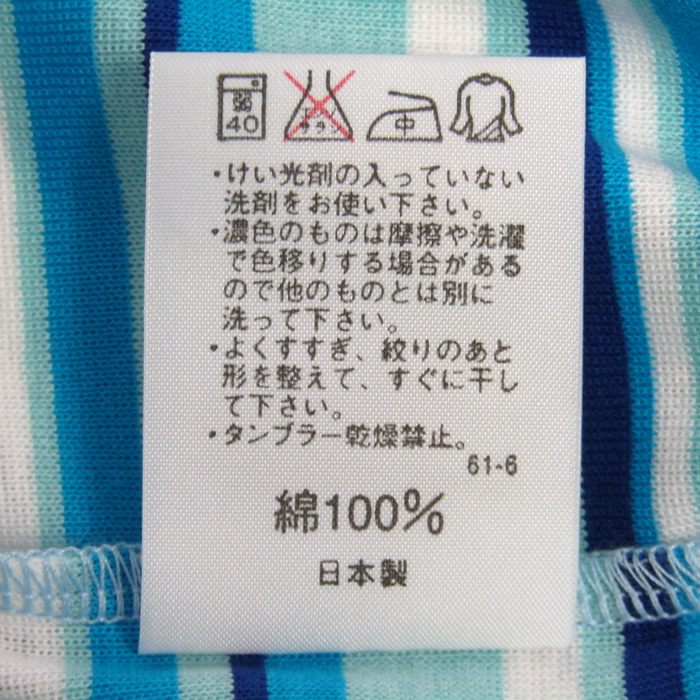 40 エンソサラシ 中
・けい光剤の入っていない
洗剤をお使い下さい。
・濃色のものは摩擦や洗濯
で色移りする場合がある
ので他のものとは別に
洗って下さい。
・よくすすぎ、絞りのあと
形を整えて、すぐに干し
て下さい。
・タンブラー乾燥禁止。
61-6
綿100%
日本製